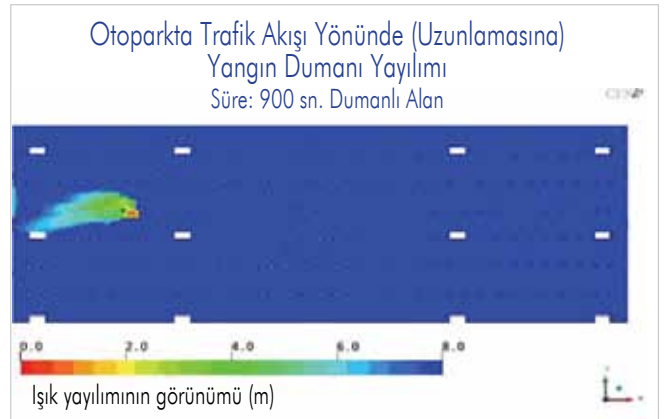 Otoparkta Trafik Akışı Yönünde (Uzunlamasına)
Yangın Dumanı Yayılımı
Süre: 900 sn. Dumanlı Alan
0.0 2.0 4.0 6.0 8.0
Işık yayılımının görünümü (m)